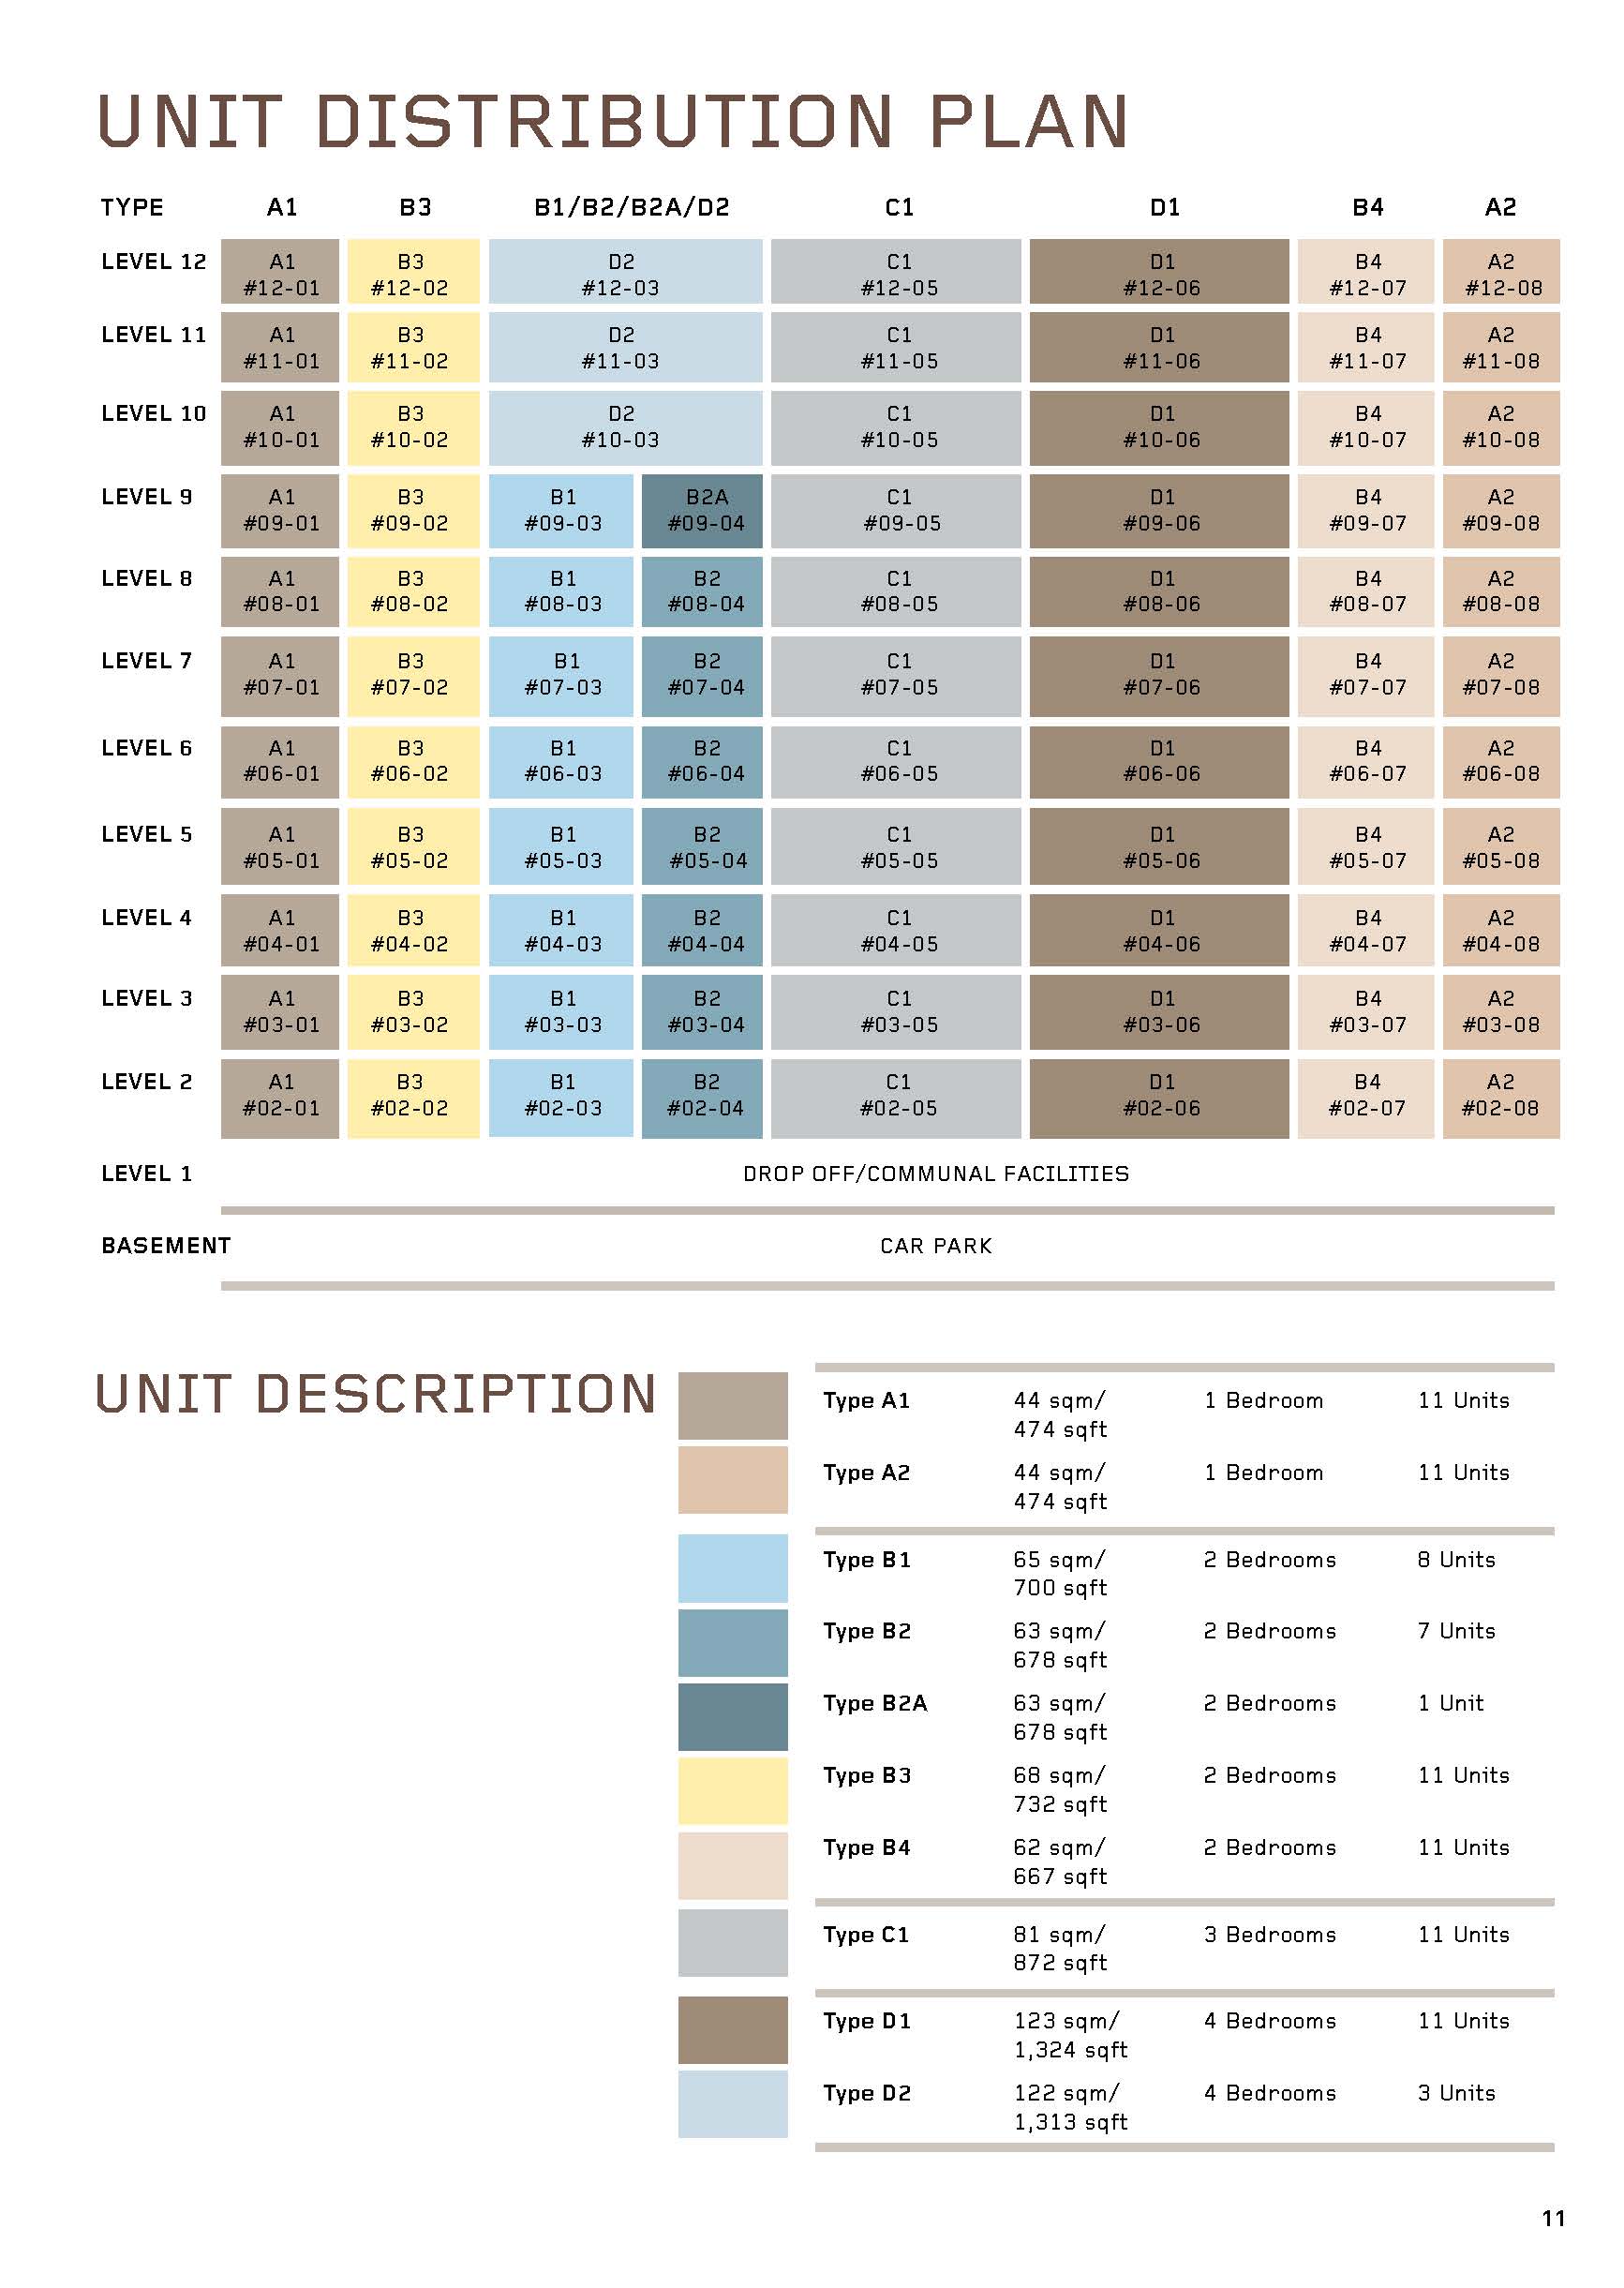 UNIT DISTRIBUTION PLAN
TYPE A1 B3 B1/B2/B2A/D2 C1 D1 B4 A2
LEVEL 12 A1 B3 D2 C1 D1 B4 A2
#12-01 #12-02 #12-03 #12-05 #12-06 #12-07 #12-08
LEVEL 11 A1 B3 D2 C1 D1 B4 A2
#11-01 #11-02 #11-03 #11-05 #11-06 #11-07 #11-08
LEVEL 10 A1 B3 D2 C1 D1 B4 A2
#10-01 #10-02 #10-03 #10-05 #10-06 #10-07 #10-08
LEVEL 9 A1 B3 B1 B2A C1 D1 B4 A2
#09-01 #09-02 #09-03 #09-04 #09-05 #09-06 #09-07 #09-08
LEVEL 8 A1 B3 B1 B2 C1 D1 B4 A2
#08-01 #08-02 #08-03 #08-04 #08-05 #08-06 #08-07 #08-08
LEVEL 7 A1 B3 B1 B2 C1 D1 B4 A2
#07-01 #07-02 #07-03 #07-04 #07-05 #07-06 #07-07 #07-08
LEVEL 6 A1 B3 B1 B2 C1 D1 B4 A2
#06-01 #06-02 #06-03 #06-04 #06-05 #06-06 #06-07 #06-08
LEVEL 5 A1 B3 B1 B2 C1 D1 B4 A2
#05-01 #05-02 #05-03 #05-04 #05-05 #05-06 #05-07 #05-08
LEVEL 4 A1 B3 B1 B2 C1 D1 B4 A2
#04-01 #04-02 #04-03 #04-04 #04-05 #04-06 #04-07 #04-08
LEVEL 3 A1 B3 B1 B2 C1 D1 B4 A2
#03-01 #03-02 #03-03 #03-04 #03-05 #03-06 #03-07 #03-08
LEVEL 2 A1 B3 B1 B2 C1 D1 B4 A2
#02-01 #02-02 #02-03 #02-04 #02-05 #02-06 #02-07 #02-08
LEVEL 1 DROP OFF/COMMUNAL FACILITIES
BASEMENT CAR PARK
UNIT DESCRIPTION
Type A1 44 sqm/ 1 Bedroom 11 Units
474 sqft
Type A2 44 sqm/ 1 Bedroom 11 Units
474 sqft
Type B1 65 sqm/ 2 Bedrooms 8 Units
700 sqft
Type B2 63 sqm/ 2 Bedrooms 7 Units
678 sqft
Type B2A 63 sqm/ 2 Bedrooms 1 Unit
678 sqft
Type B3 68 sqm/ 2 Bedrooms 11 Units
732 sqft
Type B4 62 sqm/ 2 Bedrooms 11 Units
667 sqft
Type C1 81 sqm/ 3 Bedrooms 11 Units
872 sqft
Type D1 123 sqm/ 4 Bedrooms 11 Units
1,324 sqft
Type D2 122 sqm/ 4 Bedrooms 3 Units
1,313 sqft
11